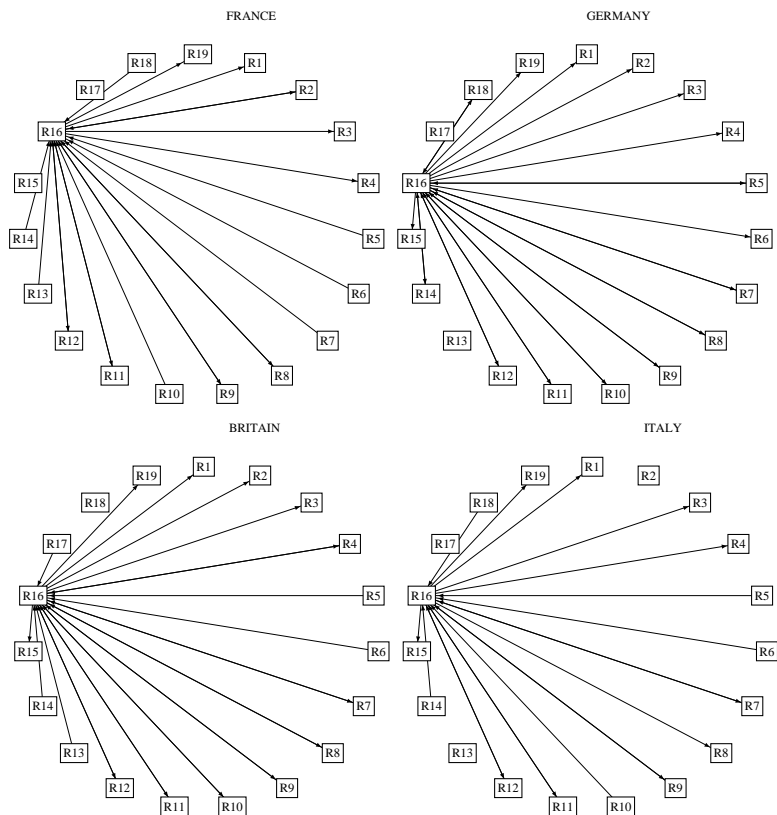 FRANCE
R19
R18
R1
R17
R2
R16
R3
R15
R4
R14
R5
R13
R6
R12
R7
R11
R8
R10
R9
GERMANY
R1
R19
R2
R18
R3
R17
R4
R16
R5
R15
R6
R14
R7
R13
R8
R12
R9
R11
R10
BRITAIN
R1
R19
R2
R18
R3
R17
R4
R16
R5
R15
R6
R14
R7
R13
R8
R12
R9
R11
R10
ITALY
R1
R19
R2
R18
R3
R17
R4
R16
R5
R15
R6
R14
R7
R13
R8
R12
R9
R11
R10